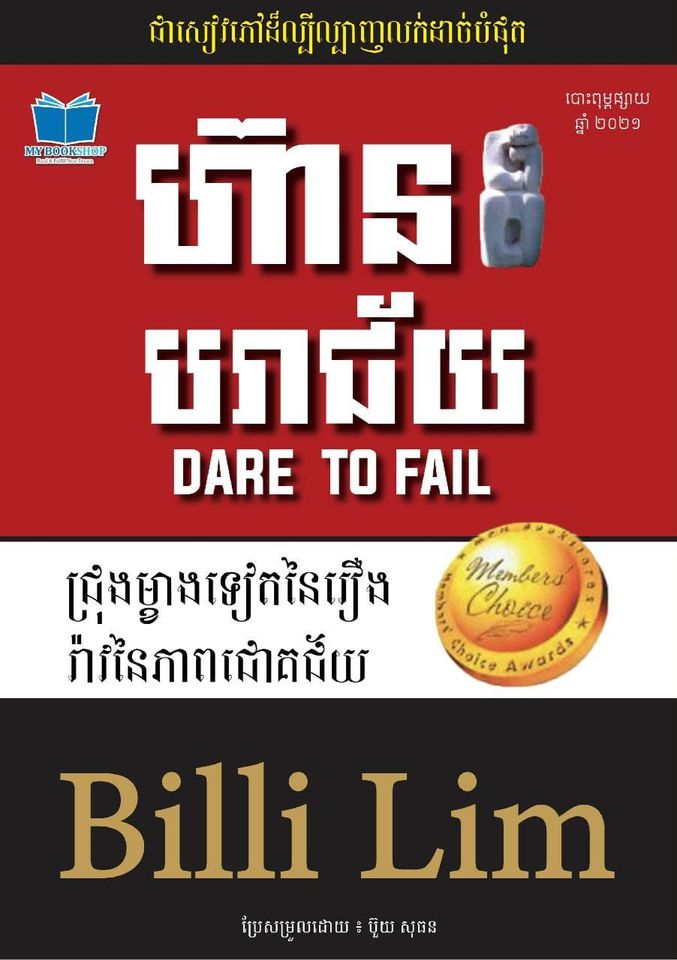 ជាសៀវភៅដ៏ល្បីល្បាញលក់ដាច់បំផុត
MY BOOKSHOP
បោះពុម្ពផ្សាយ
ឆ្នាំ ២០២១
ហ៊ាន
បរាជ័យ
DARE TO FAIL
ជ្រុងម្ខាងទៀតនៃរឿង
រ៉ាវនៃភាពជោគជ័យ
Members'
Choice
Members' Choice Awards
Billi Lim
ប្រែសម្រួលដោយ ៖ ប៊ួយ សុធន